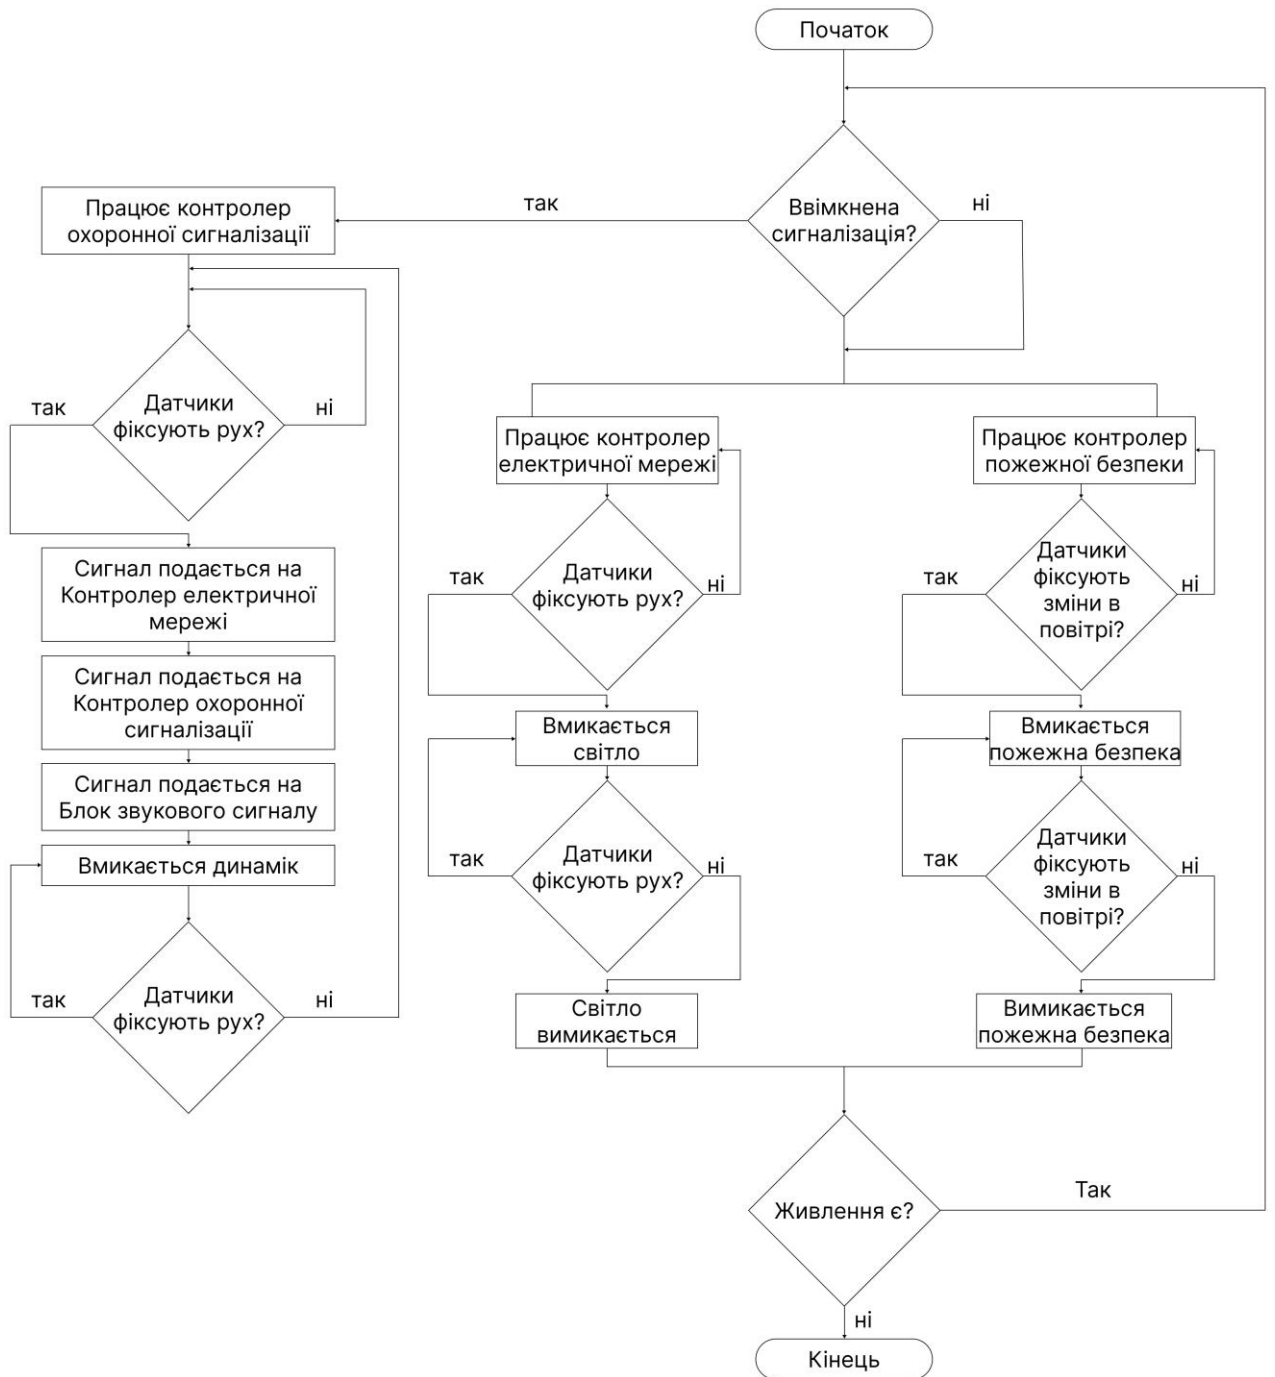 Початок
Ввімкнена
сигналізація?
так
ні
Працює контролер
охоронної сигналізації
Датчики
фіксують рух?
так
ні
Сигнал подається на
Контролер електричної
мережі
Сигнал подається на
Контролер охоронної
сигналізації
Сигнал подається на
Блок звукового сигналу
Вмикається динамік
Датчики
фіксують рух?
так
ні
Працює контролер
електричної мережі
Датчики
фіксують рух?
так
ні
Вмикається
світло
Датчики
фіксують рух?
так
ні
Світло
вимикається
Працює контролер
пожежної безпеки
Датчики
фіксують
зміни в
повітрі?
так
ні
Вмикається
пожежна безпека
Датчики
фіксують
зміни в
повітрі?
так
ні
Вимикається
пожежна безпека
Живлення є?
Так
ні
Кінець